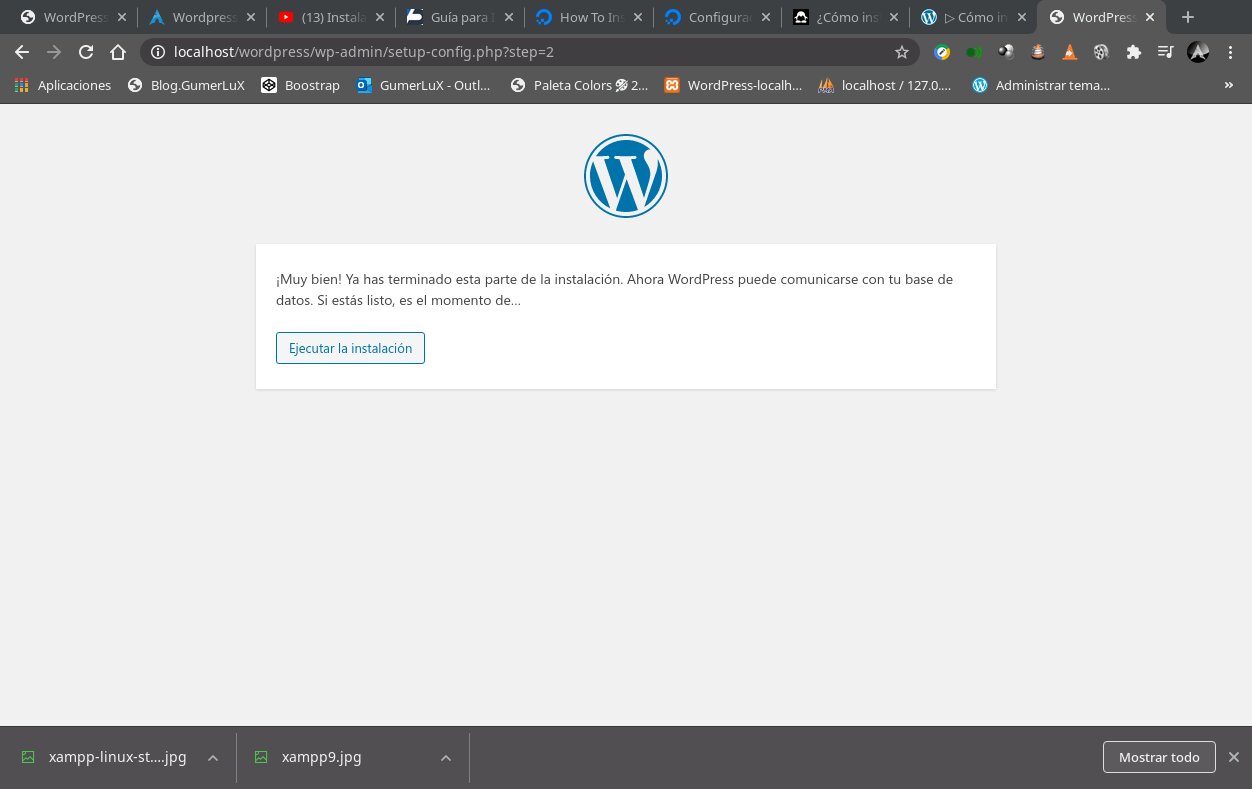 WordPress
Wordpress
(13) Instala
Guía para I
How To Ins
Configurac
¿Cómo ins
▷ Cómo in
WordPress
localhost/wordpress/wp-admin/setup-config.php?step=2
Aplicaciones
Blog.GumerLuX
Boostrap
GumerLuX - Outl...
Paleta Colors 🎨 2...
WordPress-localh...
localhost / 127.0....
Administrar tema...
»
¡Muy bien! Ya has terminado esta parte de la instalación. Ahora WordPress puede comunicarse con tu base de
datos. Si estás listo, es el momento de…
Ejecutar la instalación
xampp-linux-st....jpg
xampp9.jpg
Mostrar todo